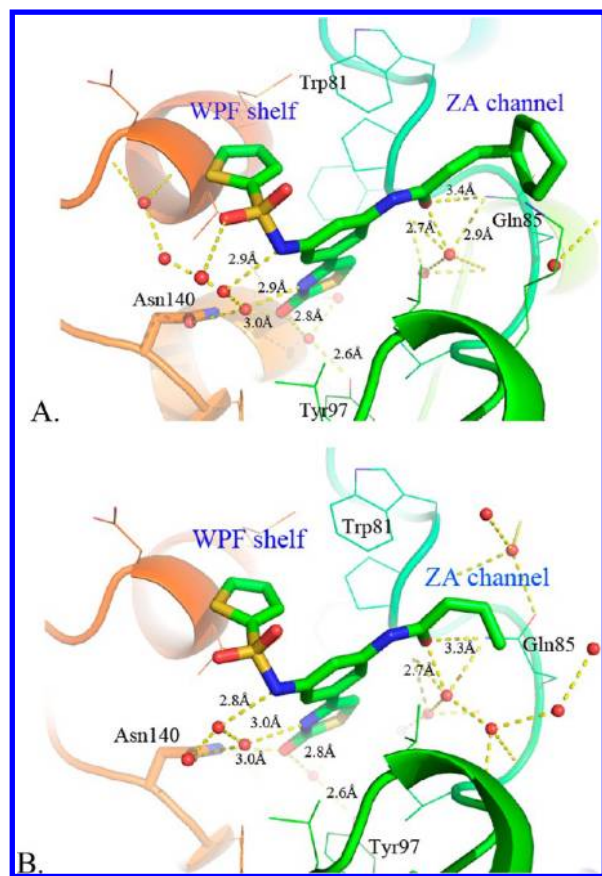 Trp81
WPF shelf
ZA channel
3.4Å
Gln85
2.7Å
2.9Å
2.9Å
2.9Å
Asn140
3.0Å
2.8Å
2.6Å
Tyr97
A.
Trp81
WPF shelf
ZA channel
3.3Å
Gln85
2.7Å
2.8Å
3.0Å
Asn140
3.0Å
2.8Å
2.6Å
Tyr97
B.